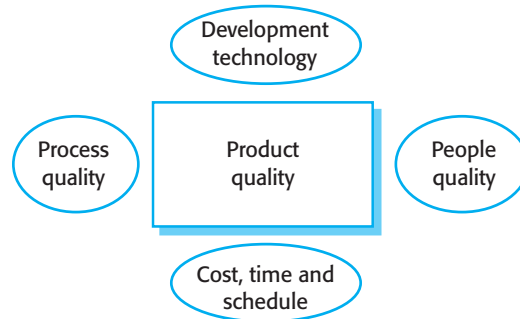 Development
technology
Process
quality
Product
quality
People
quality
Cost, time and
schedule